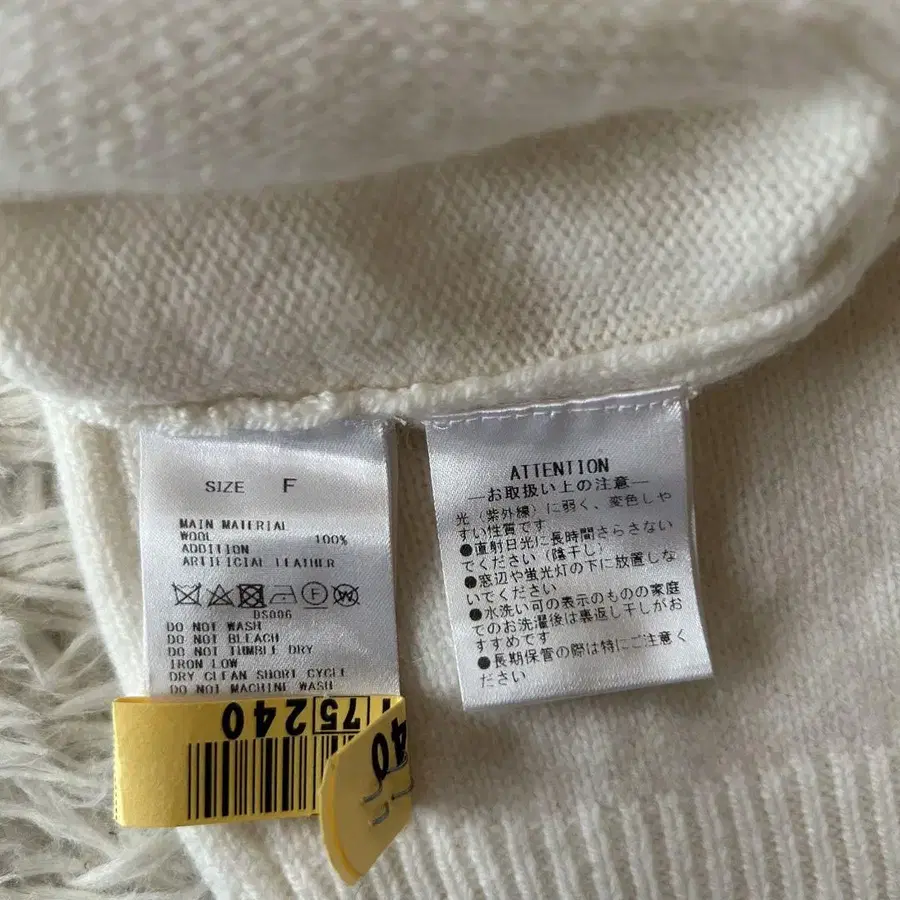 SIZE F
MAIN MATERIAL
WOOL 100%
ADDITION
ARTIFICIAL LEATHER
DS006
DO NOT WASH
DO NOT BLEACH
DO NOT TUMBLE DRY
IRON LOW
DRY CLEAN SHORT CYCLE
DO NOT MACHINE WASH
75240
40
ATTENTION
―お取扱い上の注意―
光(紫外線)に弱く、変色しや
すい性質です
●直射日光に長時間さらさない
でください(陰干し)
●窓辺や蛍光灯の下に放置しな
いでください
●水洗い可の表示のものの家庭
でのお洗濯後は裏返し干しがお
すすめです
●長期保管の際は特にご注意く
ださい